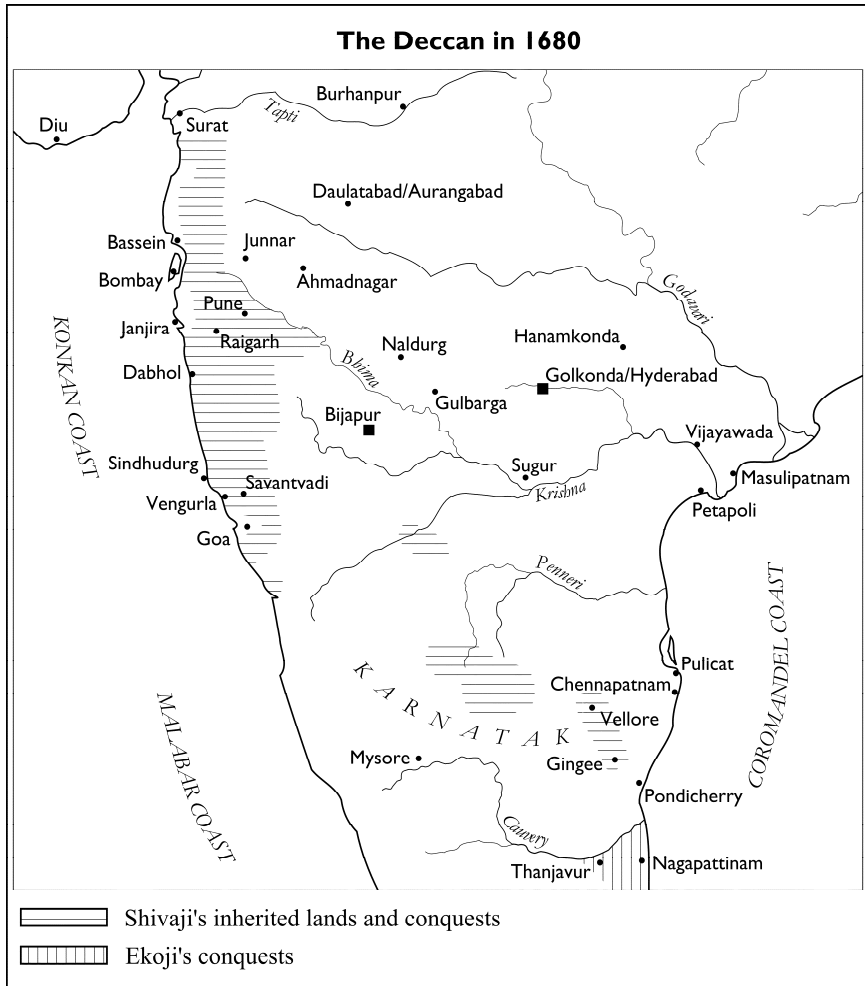 The Deccan in 1680
Burhanpur
Tapti
Diu
Surat
Daulatabad/Aurangabad
Bassein
Junnar
Bombay
Ahmadnagar
Godavari
Pune
Janjira
Raigarh
Naldurg
Hanamkonda
KONKAN COAST
Bhima
Dabhol
Golkonda/Hyderabad
Gulbarga
Bijapur
Vijayawada
Sindhudurg
Sugur
Masulipatnam
Savantvadi
Krishna
Vengurla
Petapoli
Goa
Penneri
COROMANDEL COAST
Pulicat
KARNATAK
Chennapatnam
MALABAR COAST
Vellore
Mysore
Gingee
Pondicherry
Cauvery
Thanjavur
Nagapattinam
Shivaji's inherited lands and conquests
Ekoji's conquests